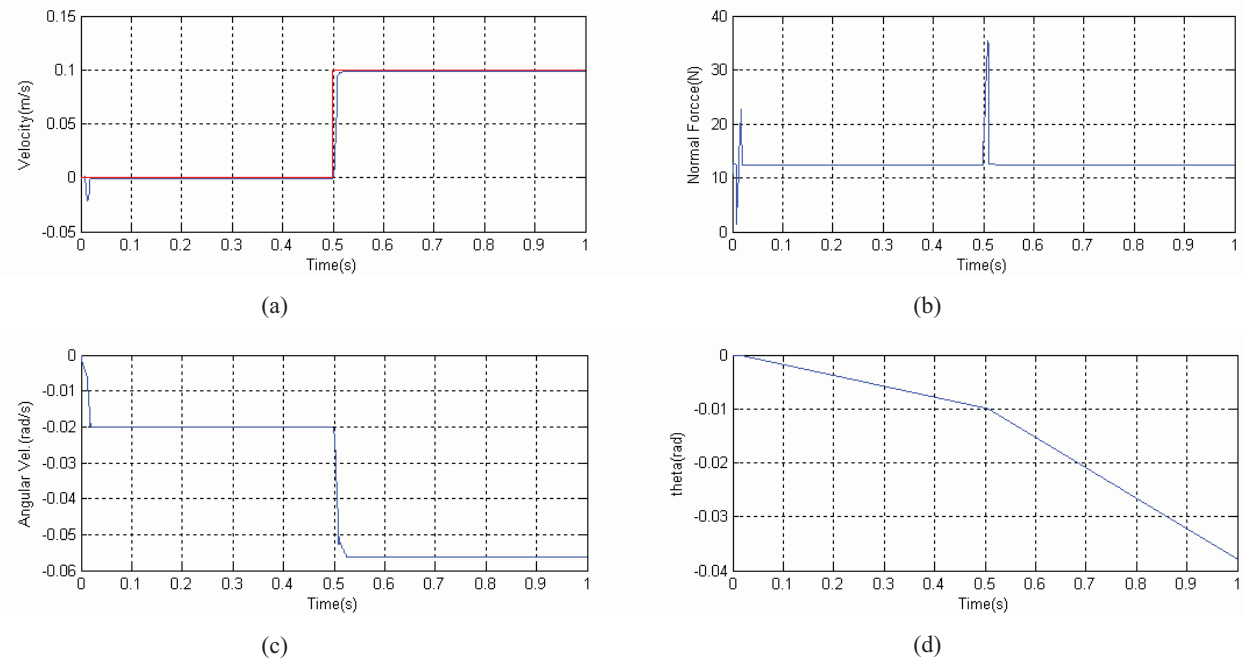 0.15
0.1
0.05
0
-0.05
Velocity(m/s)
0 0.1 0.2 0.3 0.4 0.5 0.6 0.7 0.8 0.9 1
Time(s)
(a)
40
30
20
10
0
Normal Forcce(N)
0 0.1 0.2 0.3 0.4 0.5 0.6 0.7 0.8 0.9 1
Time(s)
(b)
0
-0.01
-0.02
-0.03
-0.04
-0.05
-0.06
Angular Vel.(rad/s)
0 0.1 0.2 0.3 0.4 0.5 0.6 0.7 0.8 0.9 1
Time(s)
(c)
0
-0.01
-0.02
-0.03
-0.04
theta(rad)
0 0.1 0.2 0.3 0.4 0.5 0.6 0.7 0.8 0.9 1
Time(s)
(d)